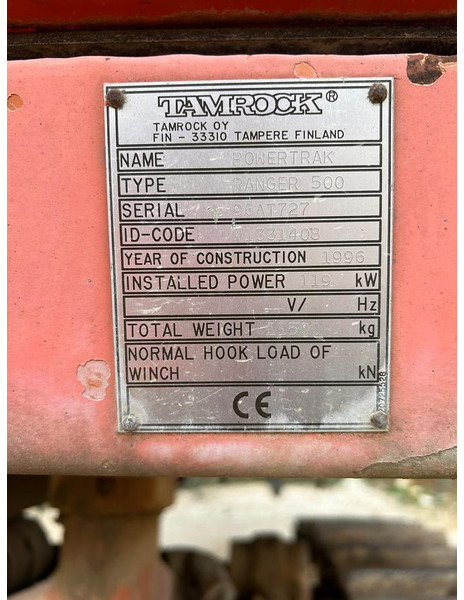 TAMROCK®
TAMROCK OY
FIN - 33310 TAMPERE FINLAND
NAME POWERTRAK
TYPE RANGER 500
SERIAL
ID-CODE
YEAR OF CONSTRUCTION 1996
INSTALLED POWER 119 kW
V/ Hz
TOTAL WEIGHT kg
NORMAL HOOK LOAD OF
WINCH kN
CE